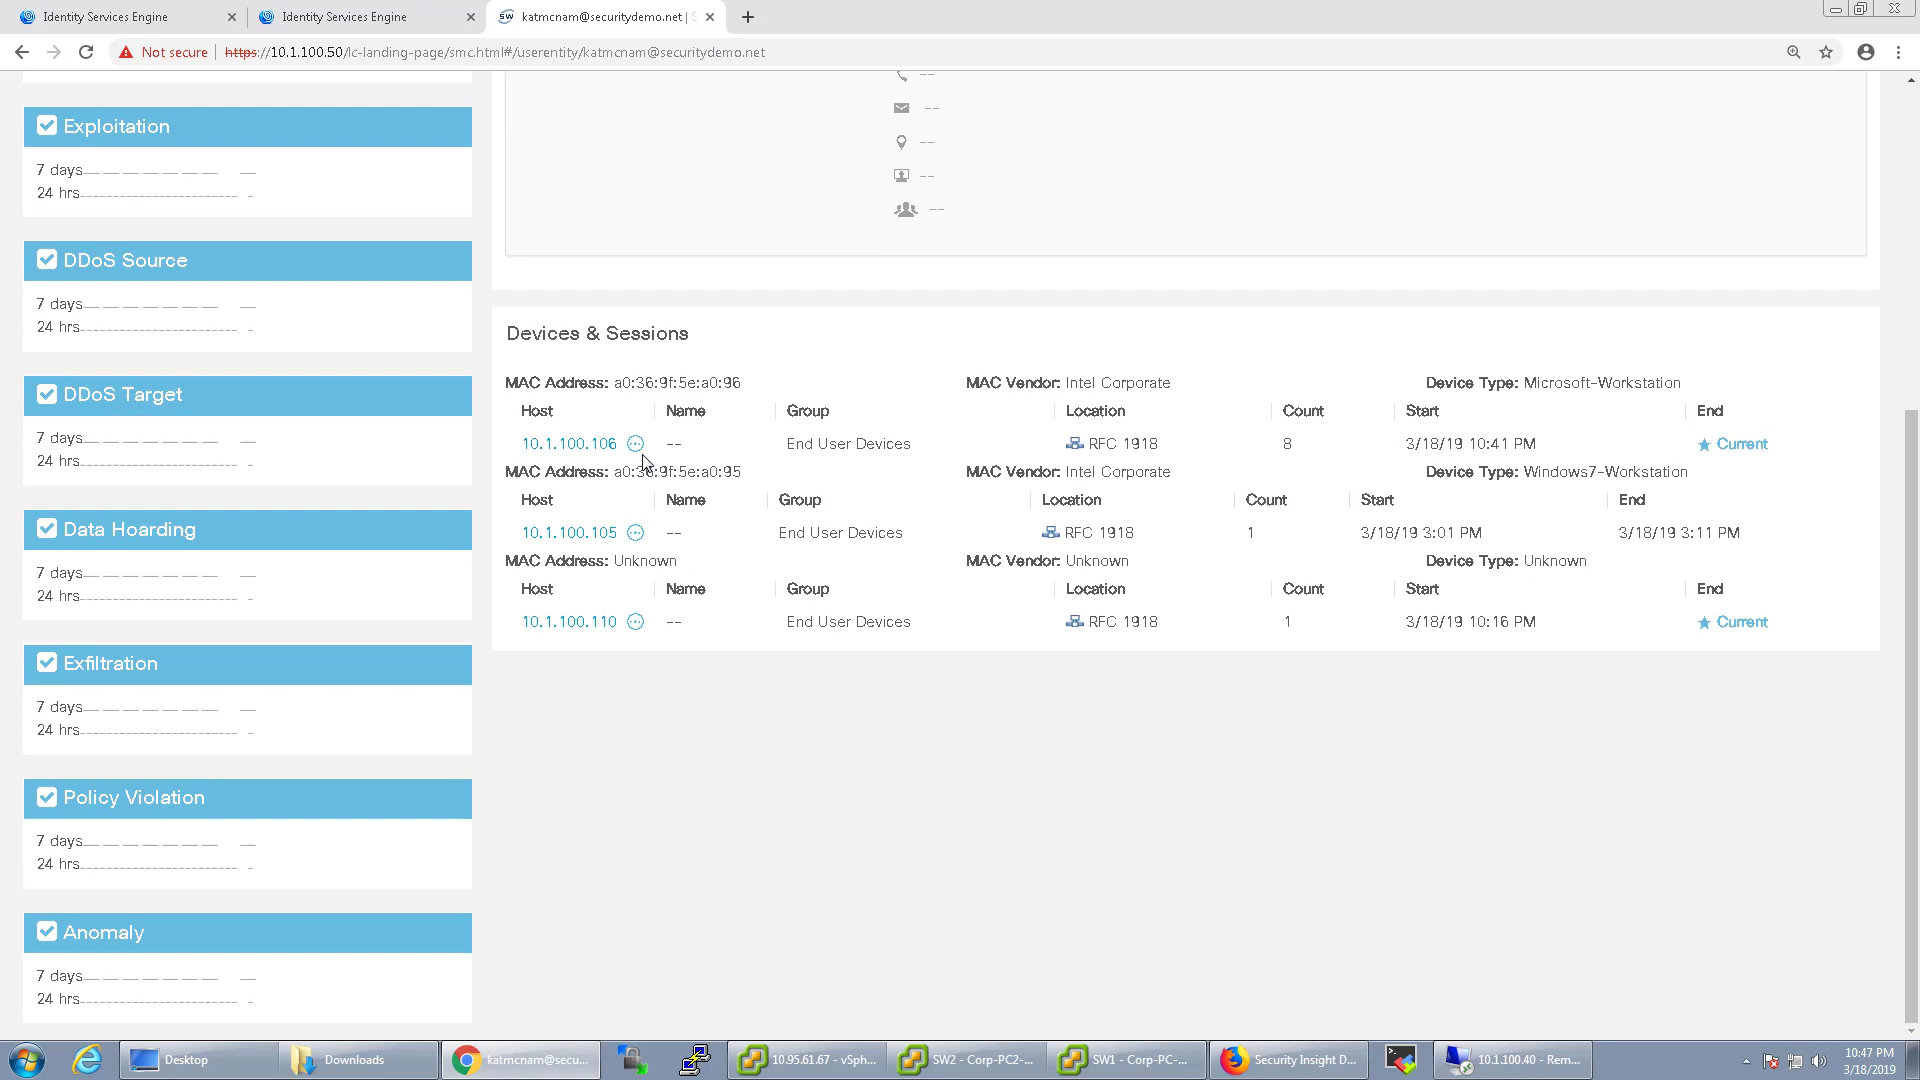 Identity Services Engine
Identity Services Engine
SW katmcnam@securitydemo.net | S
Not secure https://10.1.100.50/lc-landing-page/smc.html#/userentity/katmcnam@securitydemo.net
Exploitation
7 days
24 hrs
DDoS Source
7 days
24 hrs
DDoS Target
7 days
24 hrs
Data Hoarding
7 days
24 hrs
Exfiltration
7 days
24 hrs
Policy Violation
7 days
24 hrs
Anomaly
7 days
24 hrs
--
--
--
--
--
Devices & Sessions
MAC Address: a0:36:9f:5e:a0:96 MAC Vendor: Intel Corporate Device Type: Microsoft-Workstation
Host Name Group Location Count Start End
10.1.100.106 -- End User Devices RFC 1918 8 3/18/19 10:41 PM Current
MAC Address: a0:36:9f:5e:a0:95 MAC Vendor: Intel Corporate Device Type: Windows7-Workstation
Host Name Group Location Count Start End
10.1.100.105 -- End User Devices RFC 1918 1 3/18/19 3:01 PM 3/18/19 3:11 PM
MAC Address: Unknown MAC Vendor: Unknown Device Type: Unknown
Host Name Group Location Count Start End
10.1.100.110 -- End User Devices RFC 1918 1 3/18/19 10:16 PM Current
Desktop
Downloads
katmcnam@secu...
10.95.61.67 - vSph...
SW2 - Corp-PC2-...
SW1 - Corp-PC-...
Security Insight D...
10.1.100.40 - Rem...
10:47 PM
3/18/2019